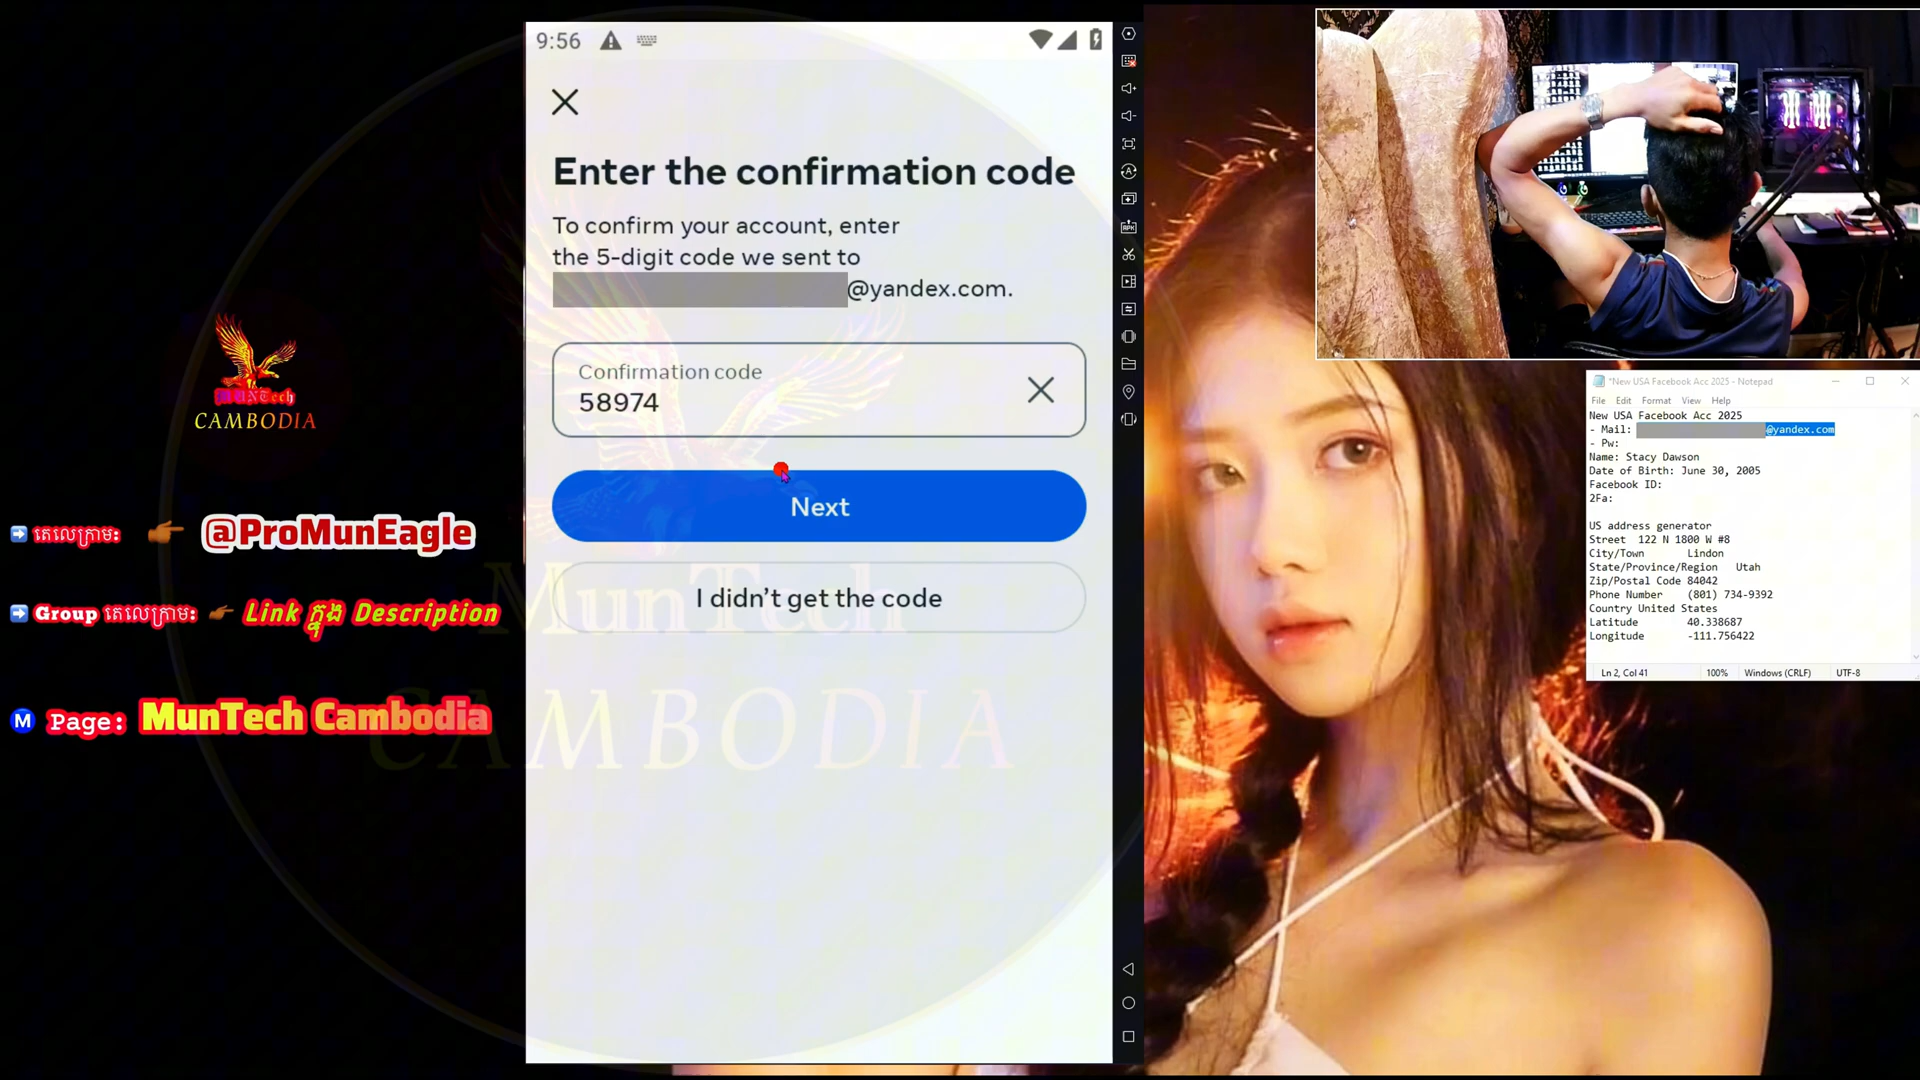 9:56
Enter the confirmation code
To confirm your account, enter
the 5-digit code we sent to
@yandex.com.
Confirmation code
58974
Next
I didn’t get the code
MunTech
CAMBODIA
MUNTech
CAMBODIA
តេលេក្រាម:
@ProMunEagle
Group តេលេក្រាម:
Link ក្នុង Description
M Page: MunTech Cambodia
APK
*New USA Facebook Acc 2025 - Notepad
File Edit Format View Help
New USA Facebook Acc 2025
- Mail: @yandex.com
- Pw:
Name: Stacy Dawson
Date of Birth: June 30, 2005
Facebook ID:
2Fa:
US address generator
Street 122 N 1800 W #8
City/Town Lindon
State/Province/Region Utah
Zip/Postal Code 84042
Phone Number (801) 734-9392
Country United States
Latitude 40.338687
Longitude -111.756422
Ln 2, Col 41 100% Windows (CRLF) UTF-8